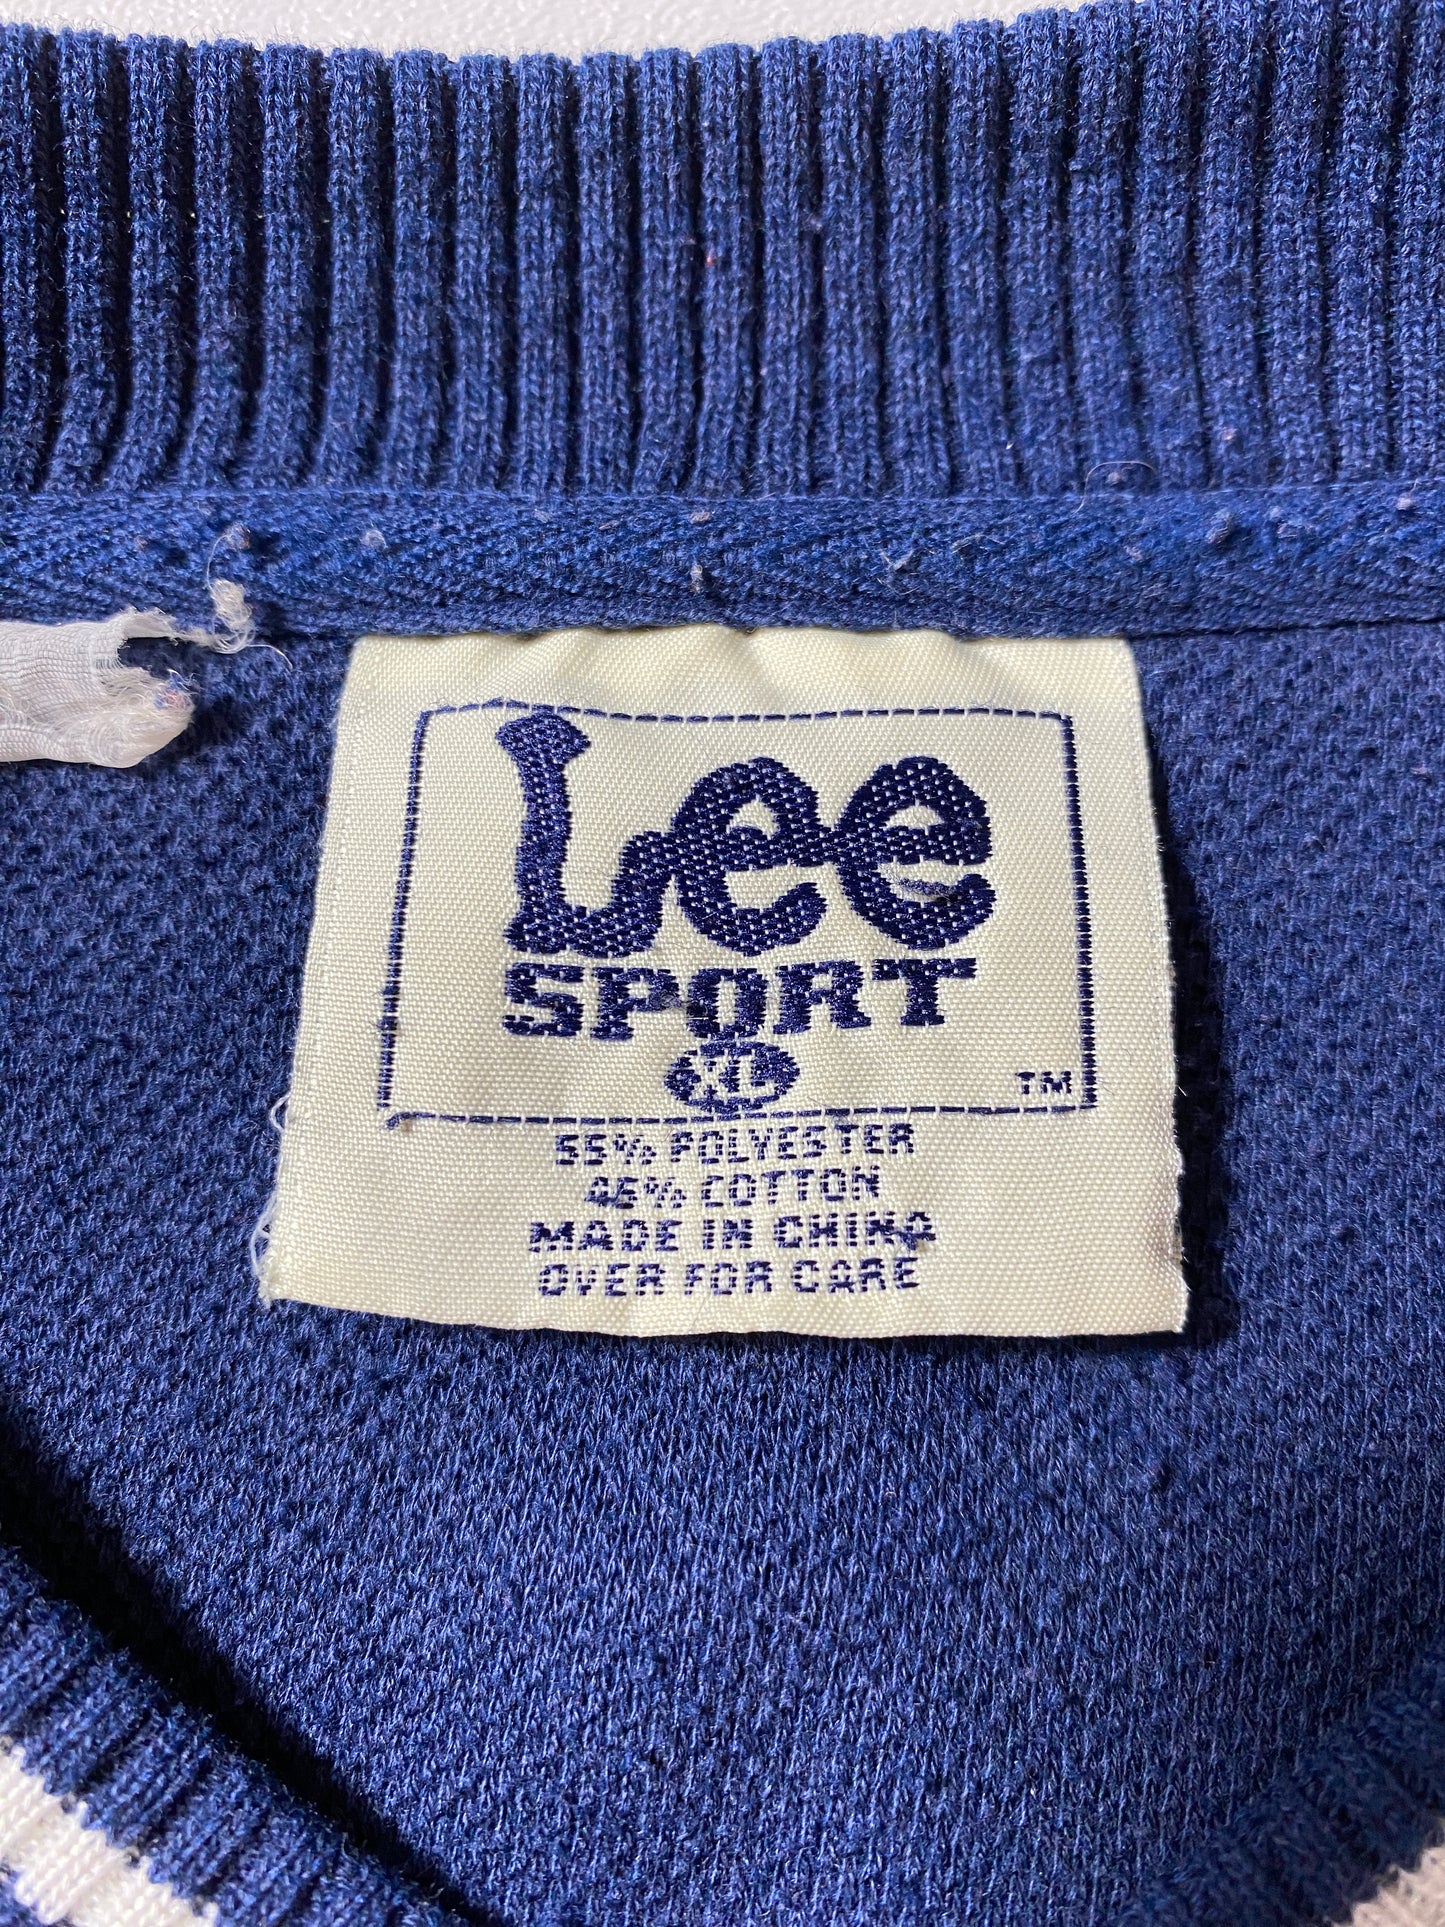 Lee
SPORT
XL
TM
55% POLYESTER
45% COTTON
MADE IN CHINA
OVER FOR CARE